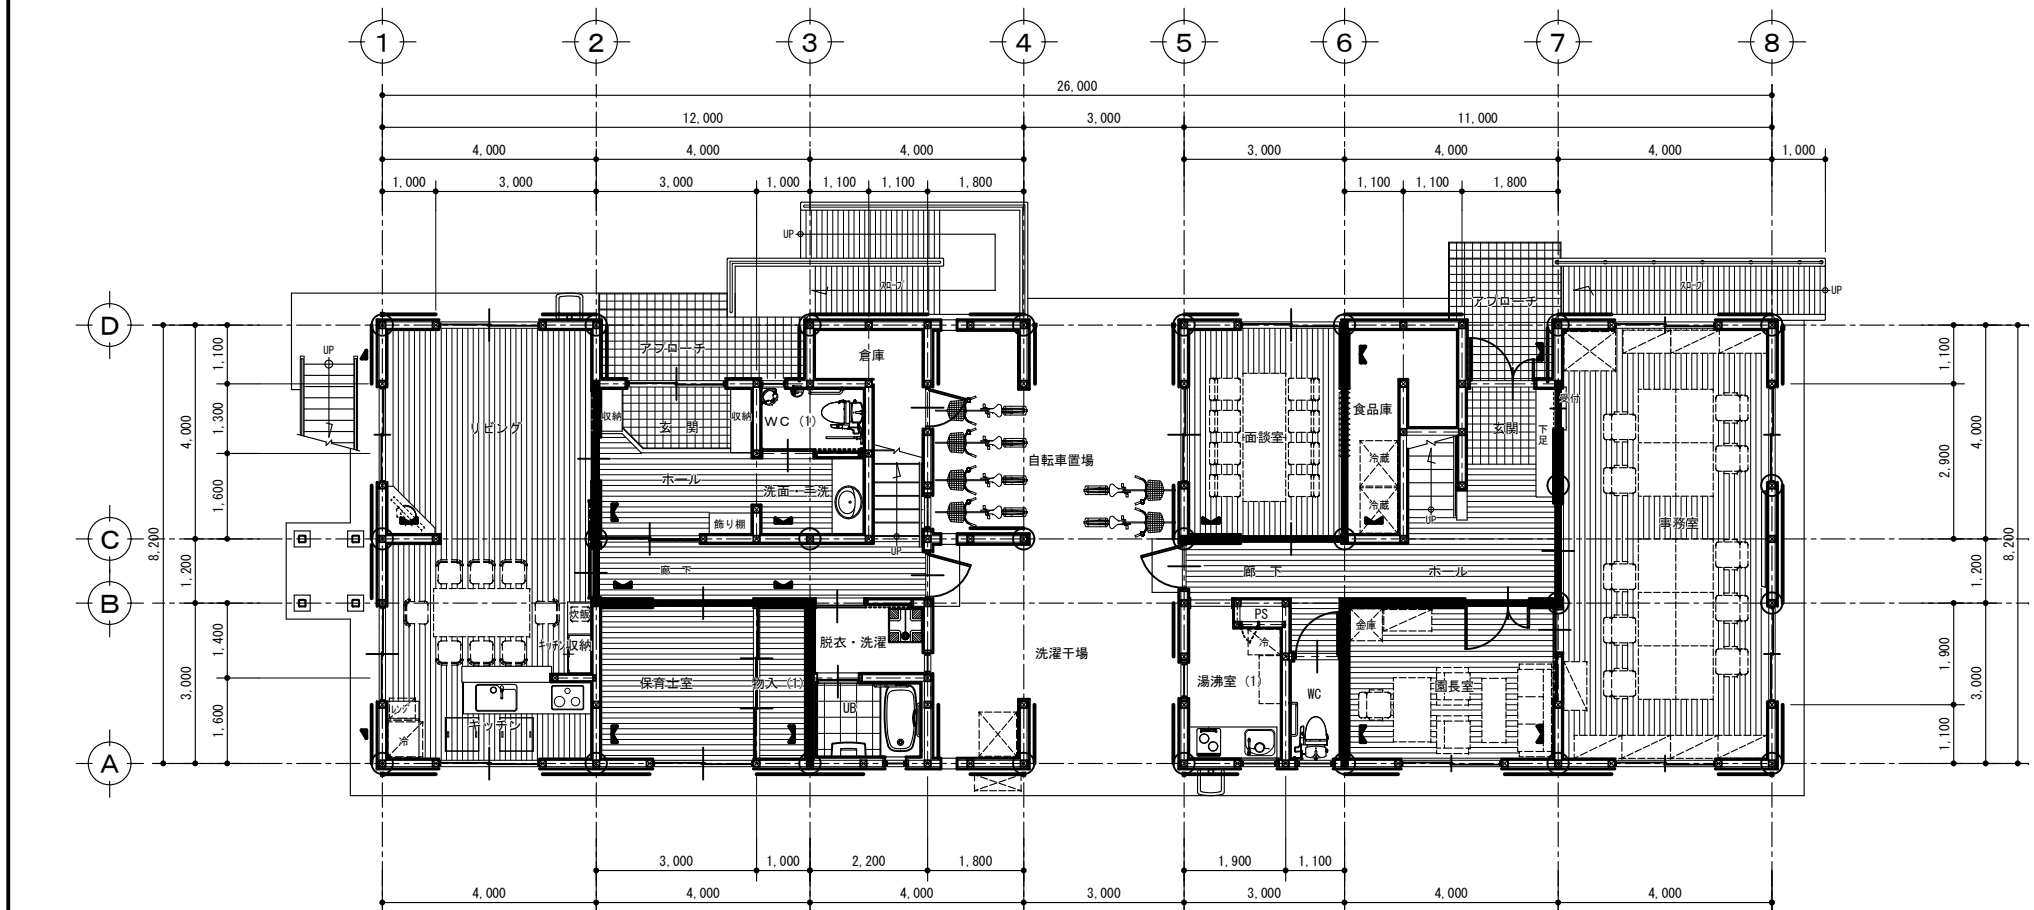 1 2 3 4 5 6 7 8
26,000
12,000 3,000 11,000
4,000 4,000 4,000 3,000 4,000 4,000 1,000
1,000 3,000 3,000 1,000 1,100 1,100 1,800 1,100 1,100 1,800
UP
スロープ スロープ UP
アプローチ
D
アプローチ 倉庫
UP
1,100 1,100
収納 収納 WC (1) 食品庫 受付
リビング 玄 関 面談室 玄関 下足
4,000 1,300 4,000
自転車置場 冷蔵
2,900
ホール 洗面・手洗
冷蔵
1,600 飾り棚 UP 事務室
C
UP
8,200 1,200 廊 下 廊 下 ホール 1,200 8,200
B
炊飯 PS 金庫
1,400 キッチン収納 脱衣・洗濯 冷
洗濯干場 1,900
3,000 保育士室 物入 (1) 湯沸室 (1) WC 園長室 3,000
レンジ UB
1,600 キッチン
冷 1,100
A
3,000 1,000 2,200 1,800 1,900 1,100
4,000 4,000 4,000 3,000 3,000 4,000 4,000